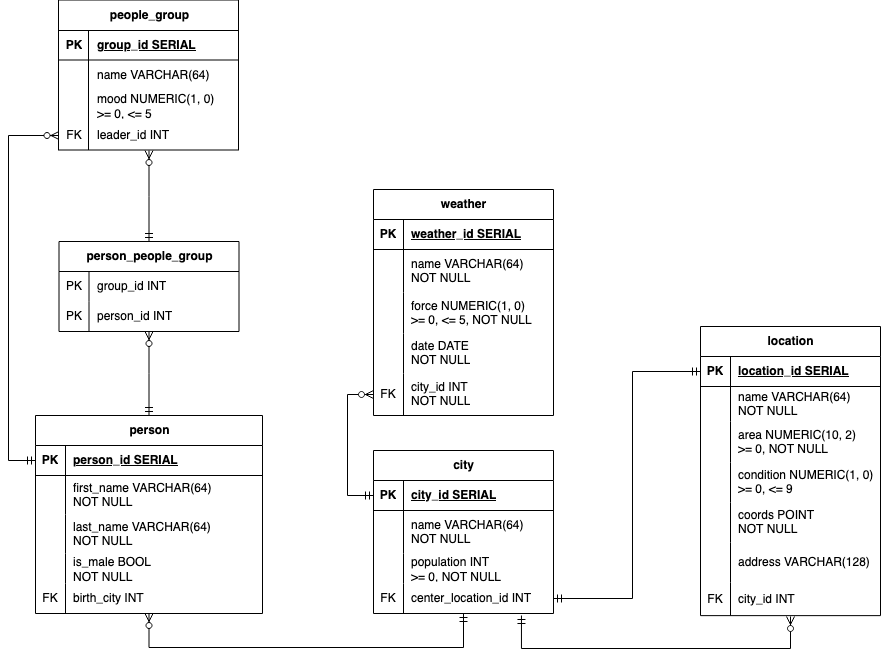 people_group
PK group_id SERIAL
name VARCHAR(64)
mood NUMERIC(1, 0)
>= 0, <= 5
FK leader_id INT
person_people_group
PK group_id INT
PK person_id INT
person
PK person_id SERIAL
first_name VARCHAR(64)
NOT NULL
last_name VARCHAR(64)
NOT NULL
is_male BOOL
NOT NULL
FK birth_city INT
weather
PK weather_id SERIAL
name VARCHAR(64)
NOT NULL
force NUMERIC(1, 0)
>= 0, <= 5, NOT NULL
date DATE
NOT NULL
FK city_id INT
NOT NULL
city
PK city_id SERIAL
name VARCHAR(64)
NOT NULL
population INT
>= 0, NOT NULL
FK center_location_id INT
location
PK location_id SERIAL
name VARCHAR(64)
NOT NULL
area NUMERIC(10, 2)
>= 0, NOT NULL
condition NUMERIC(1, 0)
>= 0, <= 9
coords POINT
NOT NULL
address VARCHAR(128)
FK city_id INT